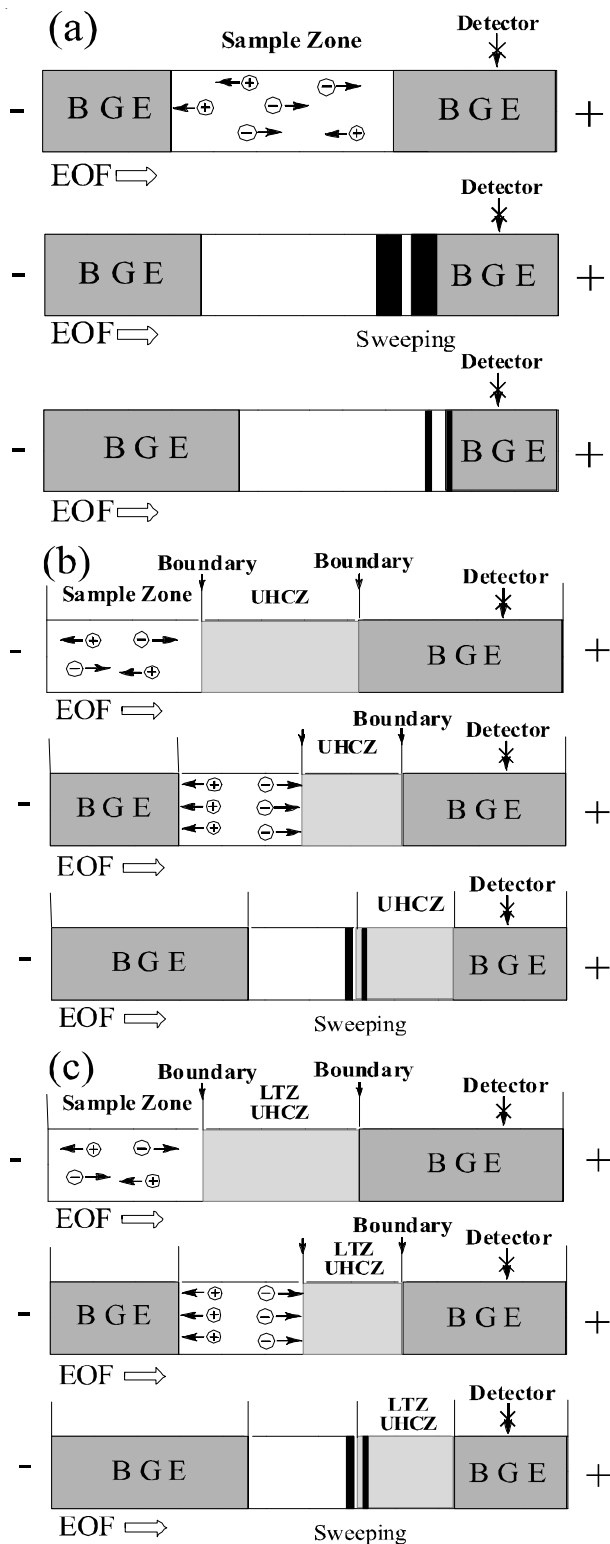 (a)
Sample Zone
Detector
- BGE BGE +
EOF
Detector
- BGE BGE +
EOF
Sweeping
Detector
- BGE BGE +
EOF
(b)
Boundary Boundary
Sample Zone UHCZ Detector
- BGE +
EOF
Boundary
UHCZ Detector
- BGE BGE +
EOF
UHCZ Detector
- BGE BGE +
EOF
Sweeping
(c)
Boundary Boundary
Sample Zone LTZ Detector
UHCZ
- BGE +
EOF
Boundary
LTZ Detector
UHCZ
- BGE BGE +
EOF
LTZ Detector
UHCZ
- BGE BGE +
EOF
Sweeping